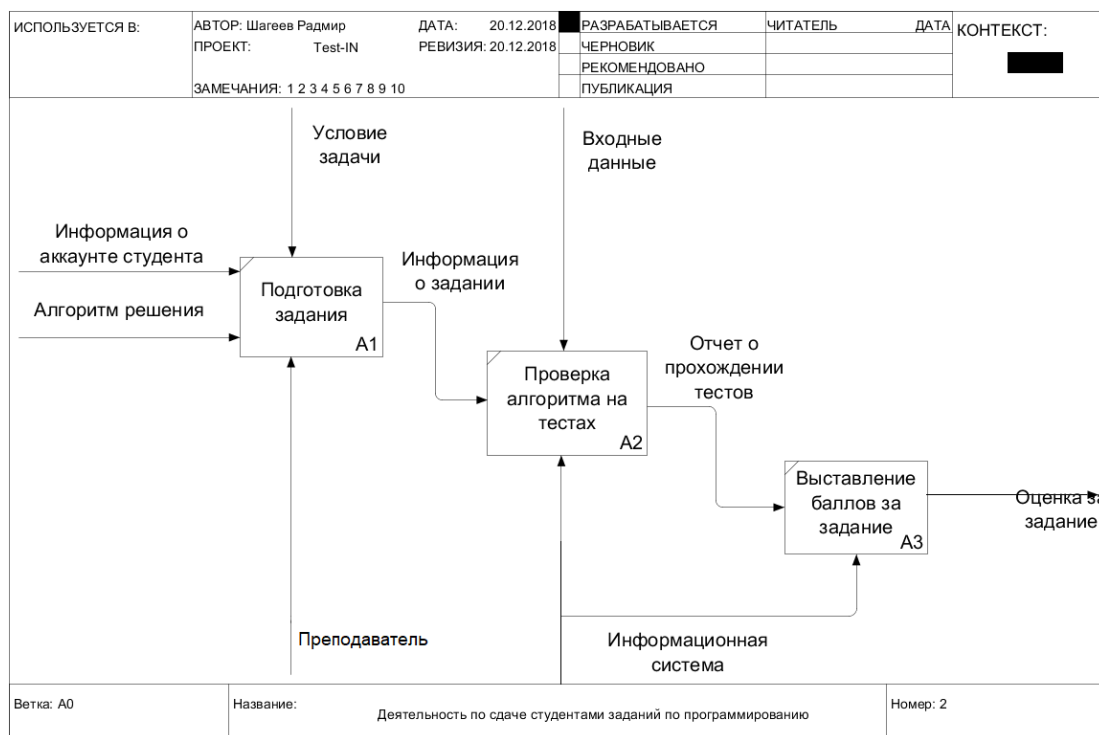 ИСПОЛЬЗУЕТСЯ В:
АВТОР: Шагеев Радмир
ДАТА: 20.12.2018
ПРОЕКТ: Test-IN
РЕВИЗИЯ: 20.12.2018
ЗАМЕЧАНИЯ: 1 2 3 4 5 6 7 8 9 10
РАЗРАБАТЫВАЕТСЯ
ЧЕРНОВИК
РЕКОМЕНДОВАНО
ПУБЛИКАЦИЯ
ЧИТАТЕЛЬ
ДАТА
КОНТЕКСТ:
Условие
задачи
Входные
данные
Информация о
аккаунте студента
Алгоритм решения
Подготовка
задания
A1
Информация
о задании
Проверка
алгоритма на
тестах
A2
Отчет о
прохождении
тестов
Выставление
баллов за
задание
A3
Оценка за
задание
Преподаватель
Информационная
система
Ветка: A0
Название:
Деятельность по сдаче студентами заданий по программированию
Номер: 2